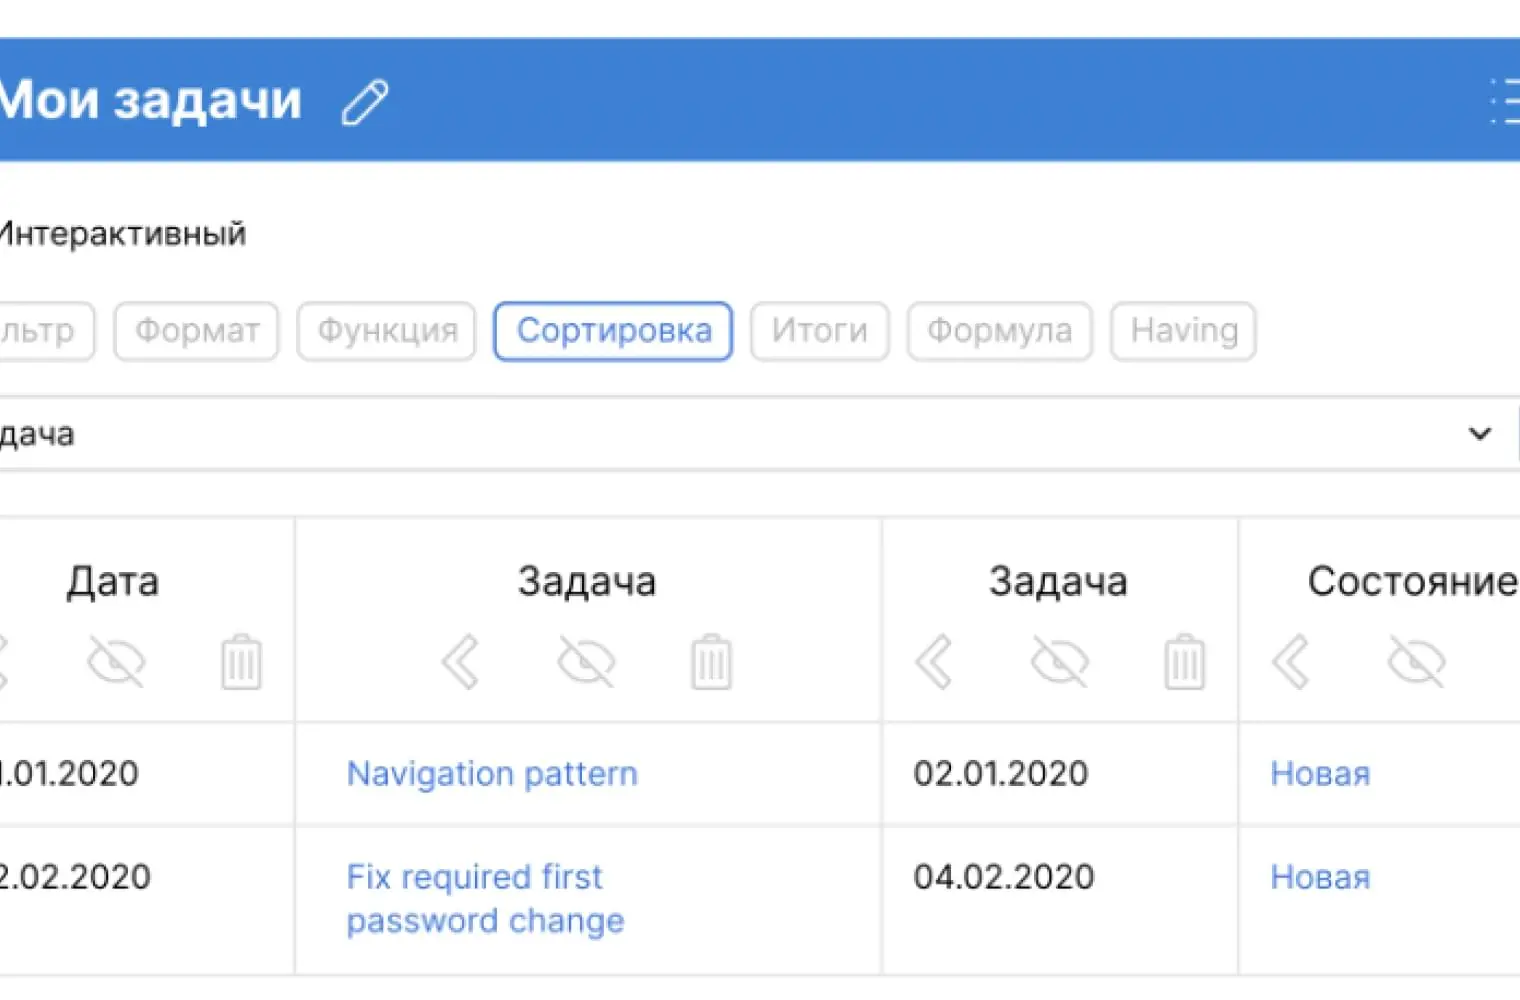 Мои задачи
Интерактивный
льтр Формат Функция Сортировка Итоги Формула Having
дача
Дата Задача Задача Состояние
.01.2020 Navigation pattern 02.01.2020 Новая
2.02.2020 Fix required first 04.02.2020 Новая
password change